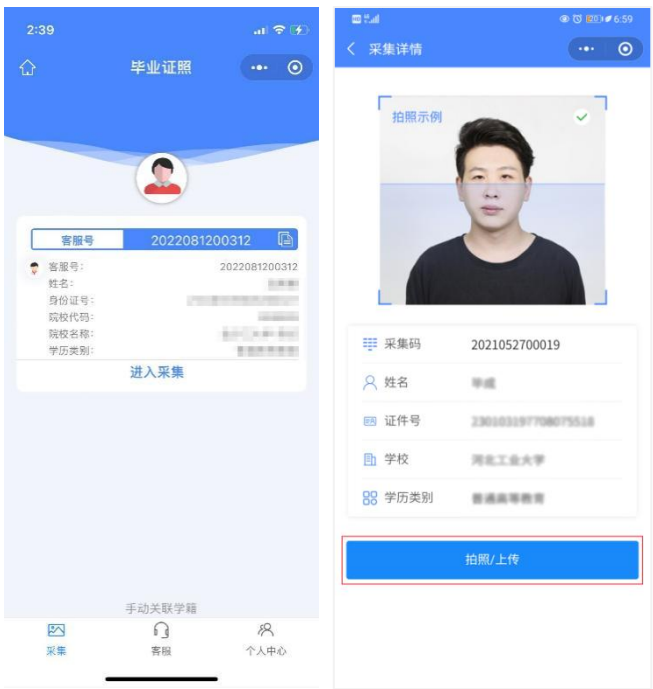 2:39
毕业证照
客服号 2022081200312
客服号: 2022081200312
姓名:
身份证号:
院校代码:
院校名称:
学历类别:
进入采集
手动关联学籍
采集 客服 个人中心
6:59
采集详情
拍照示例
采集码 2021052700019
姓名
证件号
学校
学历类别
拍照/上传